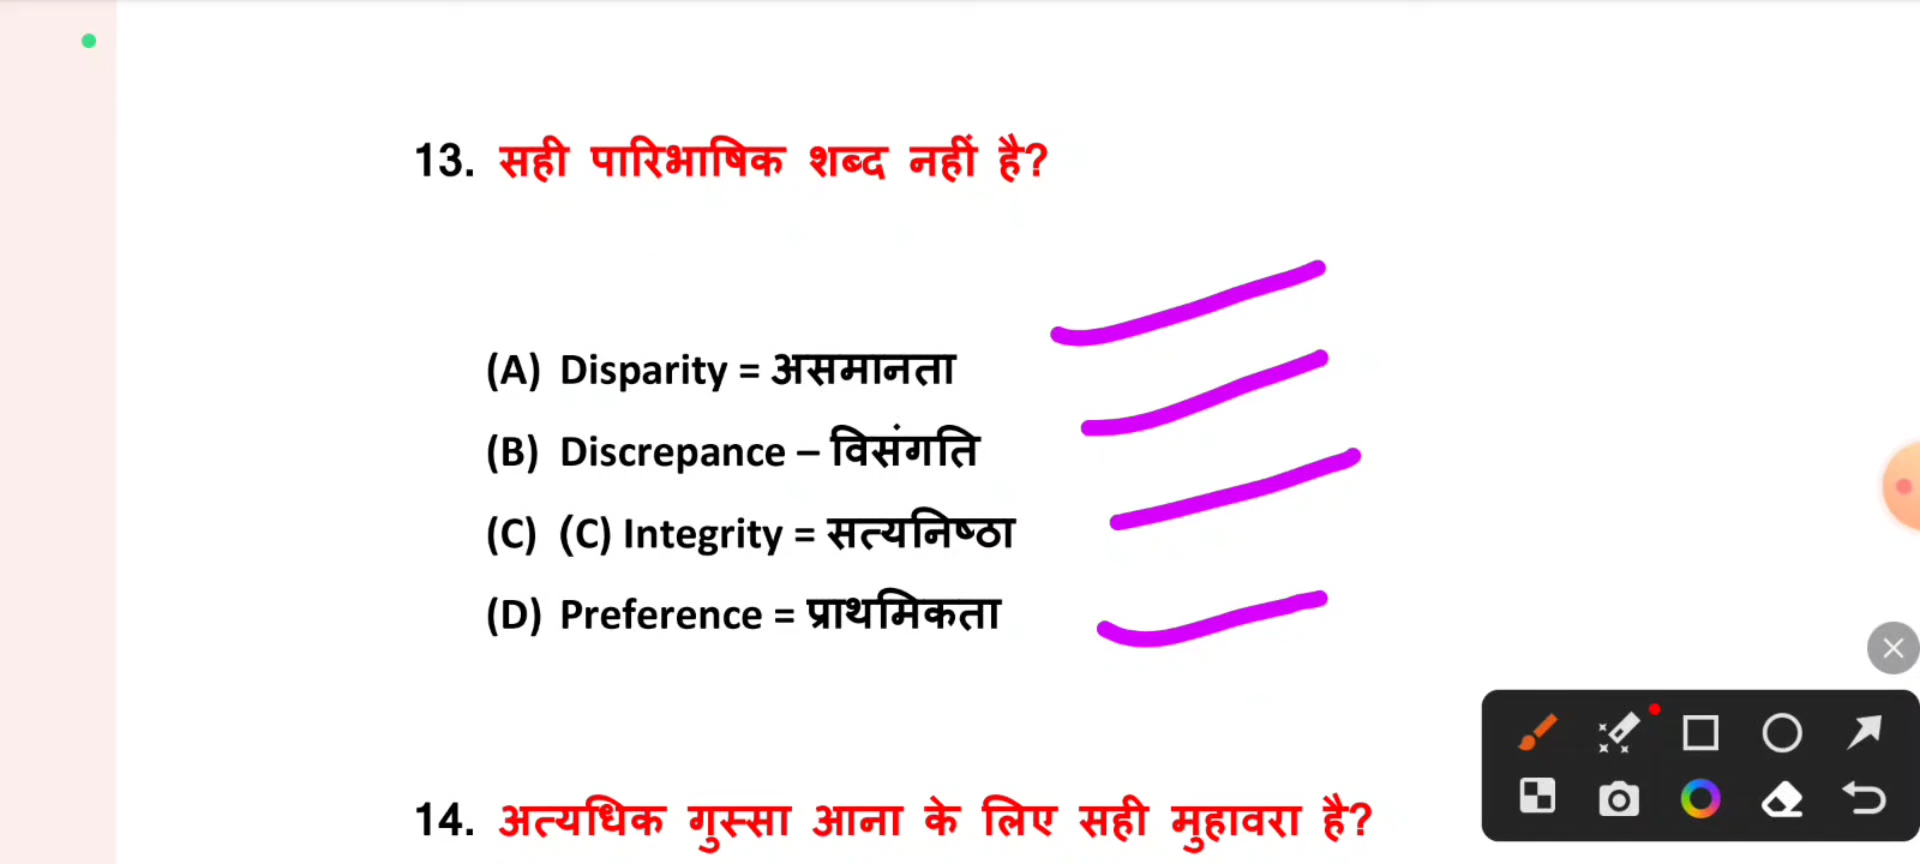 13. सही पारिभाषिक शब्द नहीं है?
(A) Disparity = असमानता
(B) Discrepance – विसंगति
(C) (C) Integrity = सत्यनिष्ठा
(D) Preference = प्राथमिकता
14. अत्यधिक गुस्सा आना के लिए सही मुहावरा है?